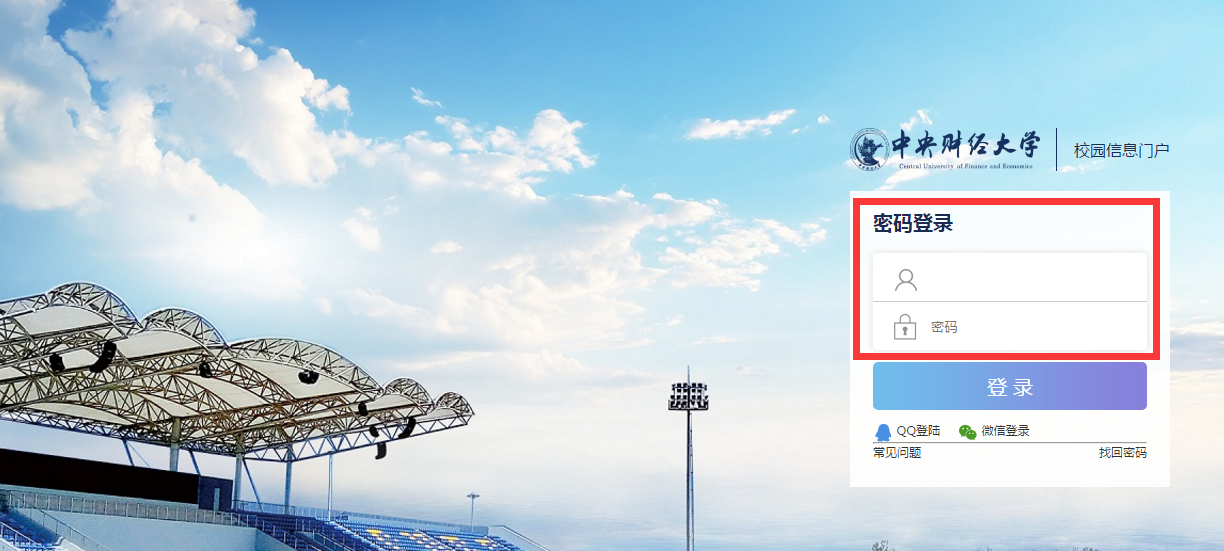 中央财经大学
Central University of Finance and Economics
校园信息门户
密码登录
密码
登录
QQ登陆 微信登录
常见问题 找回密码